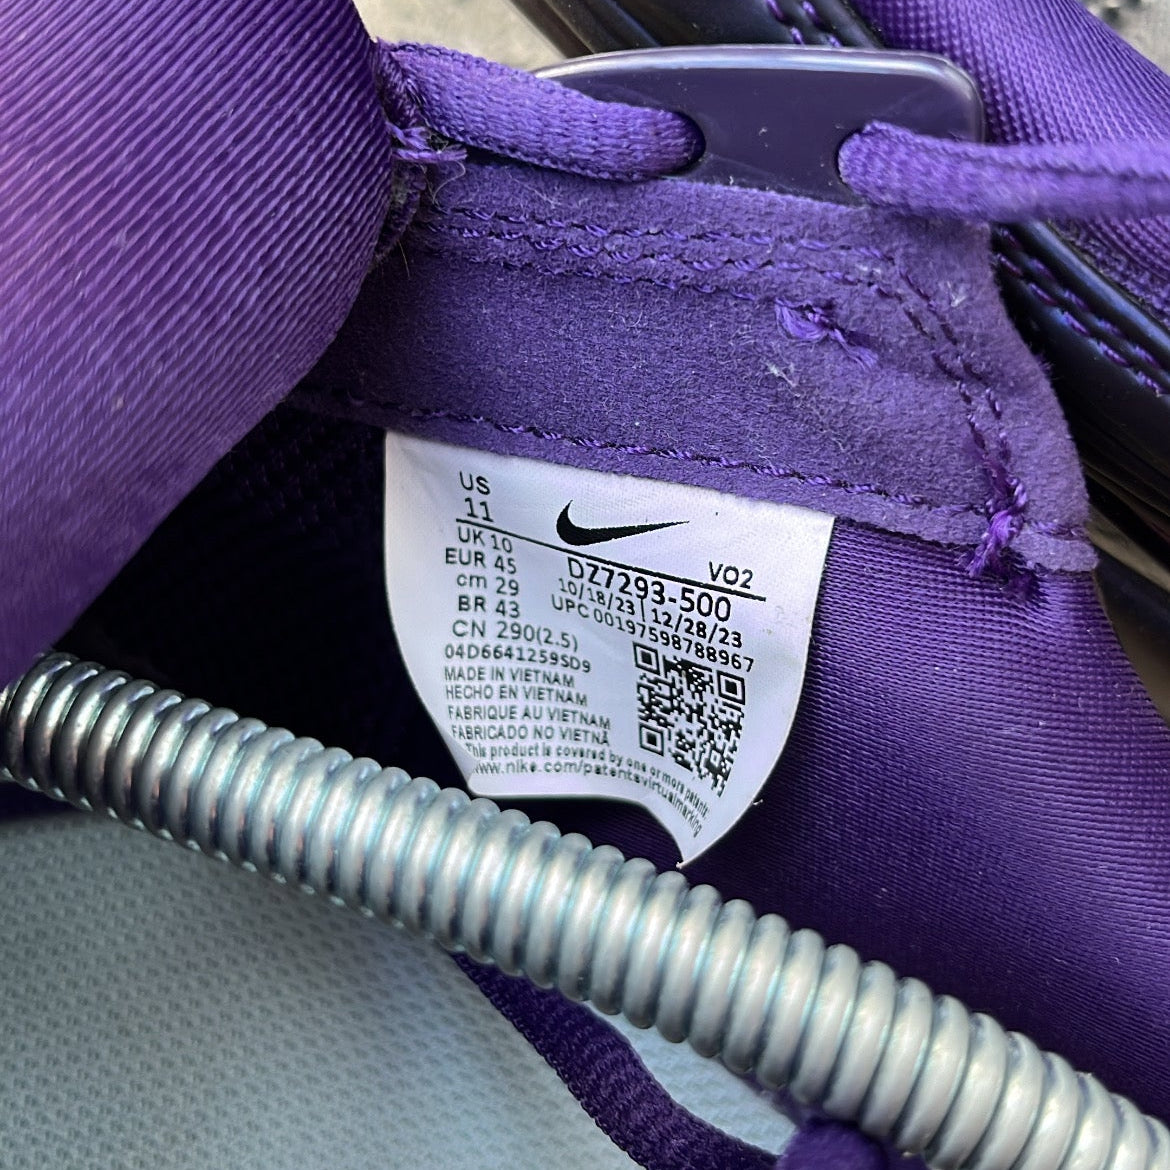 US
11
UK 10
EUR 45
cm 29
BR 43
CN 290(2.5)
04D6641259SD9
VO2
DZ7293-500
10/18/23 | 12/28/23
UPC 00197598788967
MADE IN VIETNAM
HECHO EN VIETNAM
FABRIQUE AU VIETNAM
FABRICADO NO VIETNÃ
This product is covered by one or more patents.
www.nike.com/patentsvirtualmarking